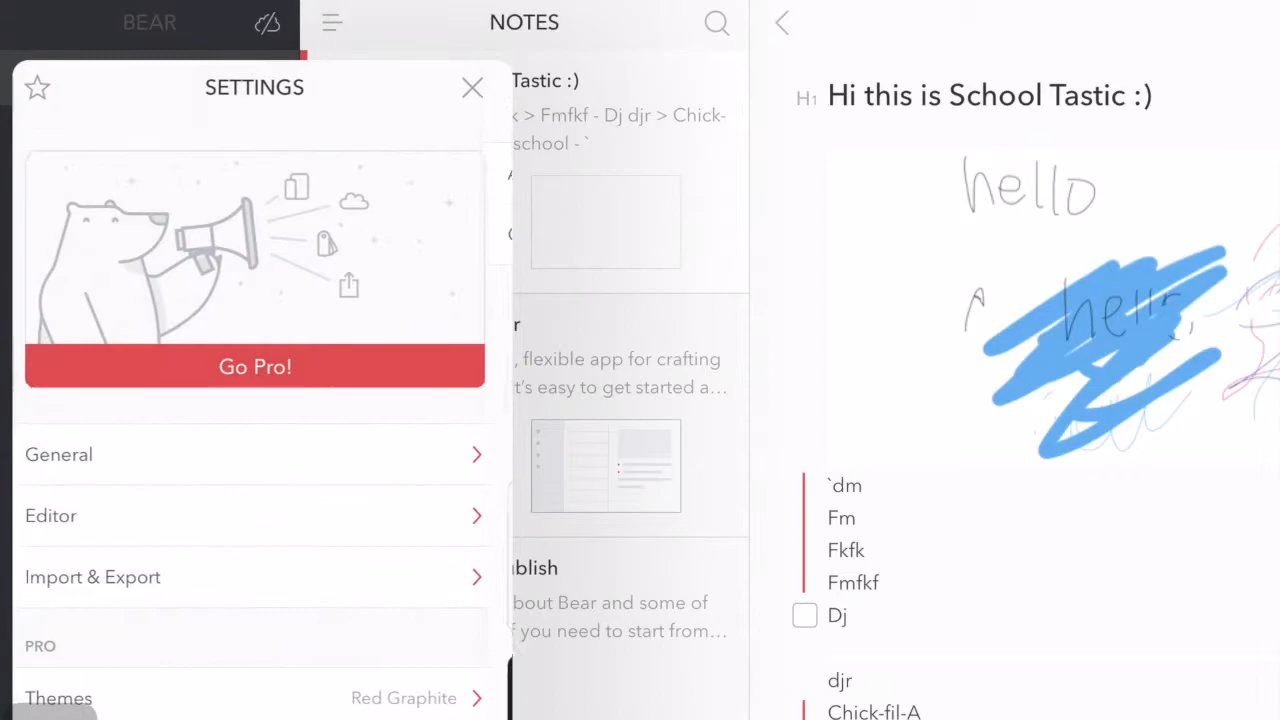 BEAR
NOTES
SETTINGS
Go Pro!
General
Editor
Import & Export
PRO
Themes
Red Graphite
Tastic :)
> Fmfkf - Dj djr > Chick-
school - `
r
, flexible app for crafting
t's easy to get started a…
blish
bout Bear and some of
f you need to start from…
H1 Hi this is School Tastic :)
hello
hello
`dm
Fm
Fkfk
Fmfkf
Dj
djr
Chick-fil-A